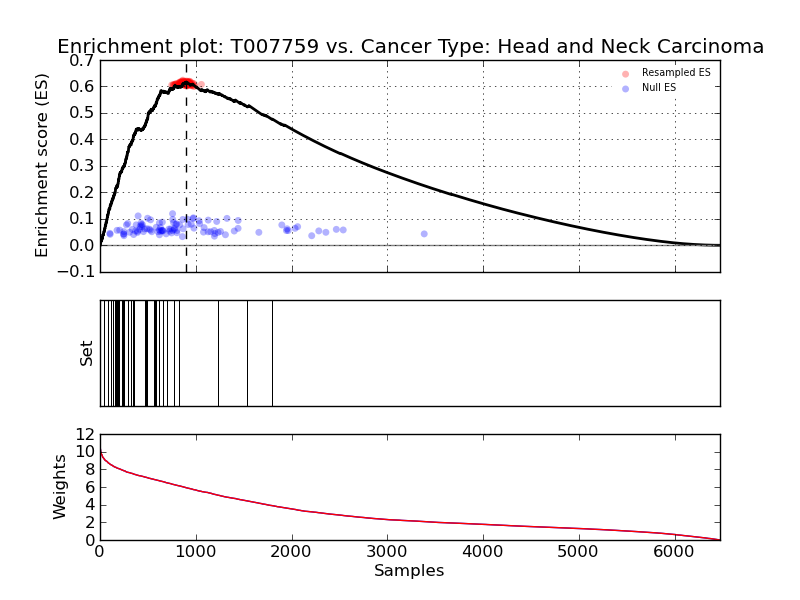 Enrichment plot: T007759 vs. Cancer Type: Head and Neck Carcinoma
Enrichment score (ES)
0.7
0.6
0.5
0.4
0.3
0.2
0.1
0.0
−0.1
Resampled ES
Null ES
Set
Weights
12
10
8
6
4
2
0
0 1000 2000 3000 4000 5000 6000
Samples